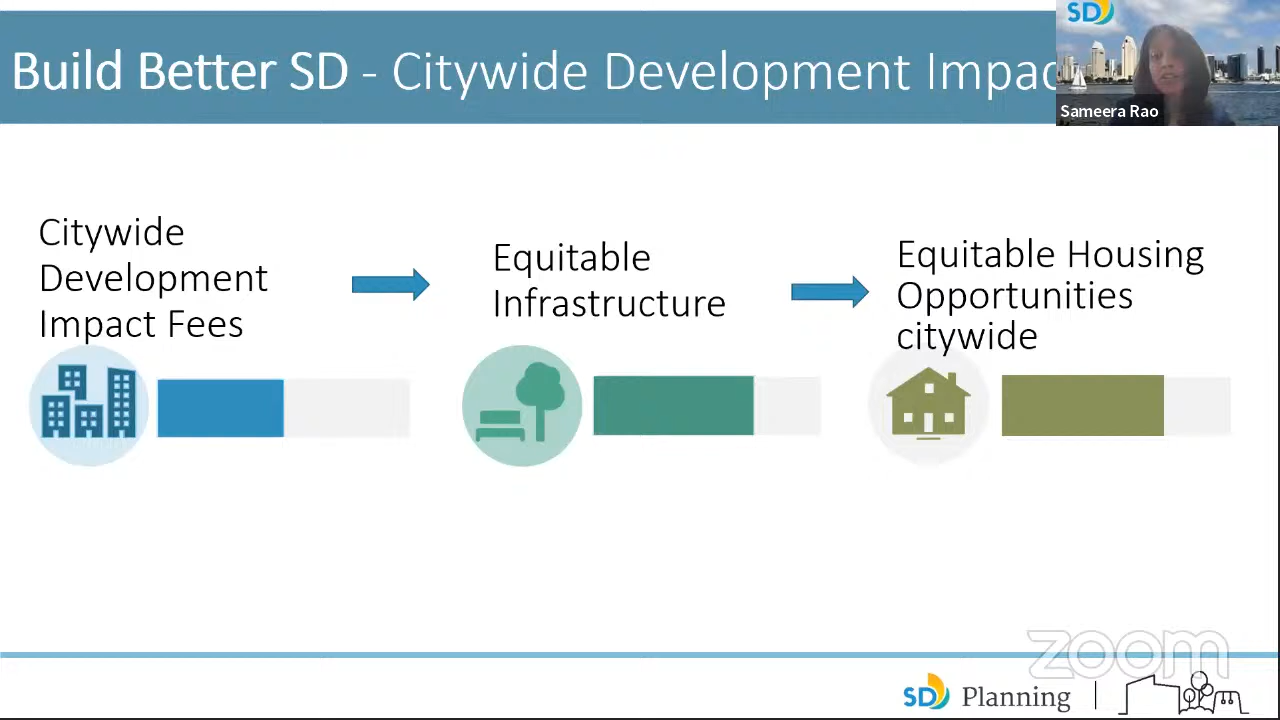 Build Better SD - Citywide Development Impac
SD
Sameera Rao
Citywide
Development
Impact Fees
Equitable
Infrastructure
Equitable Housing
Opportunities
citywide
zoom
SD Planning